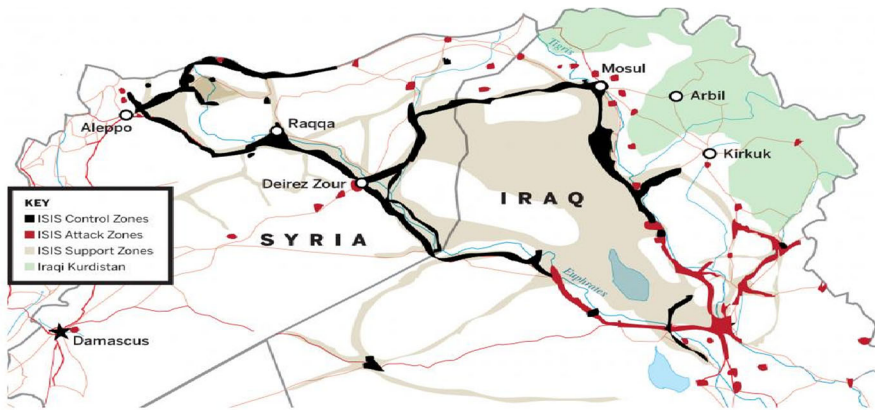 Tigris
Mosul
Arbil
Aleppo
Raqqa
Kirkuk
Deirez Zour
IRAQ
KEY
ISIS Control Zones
ISIS Attack Zones
ISIS Support Zones
Iraqi Kurdistan
SYRIA
Euphrates
Damascus